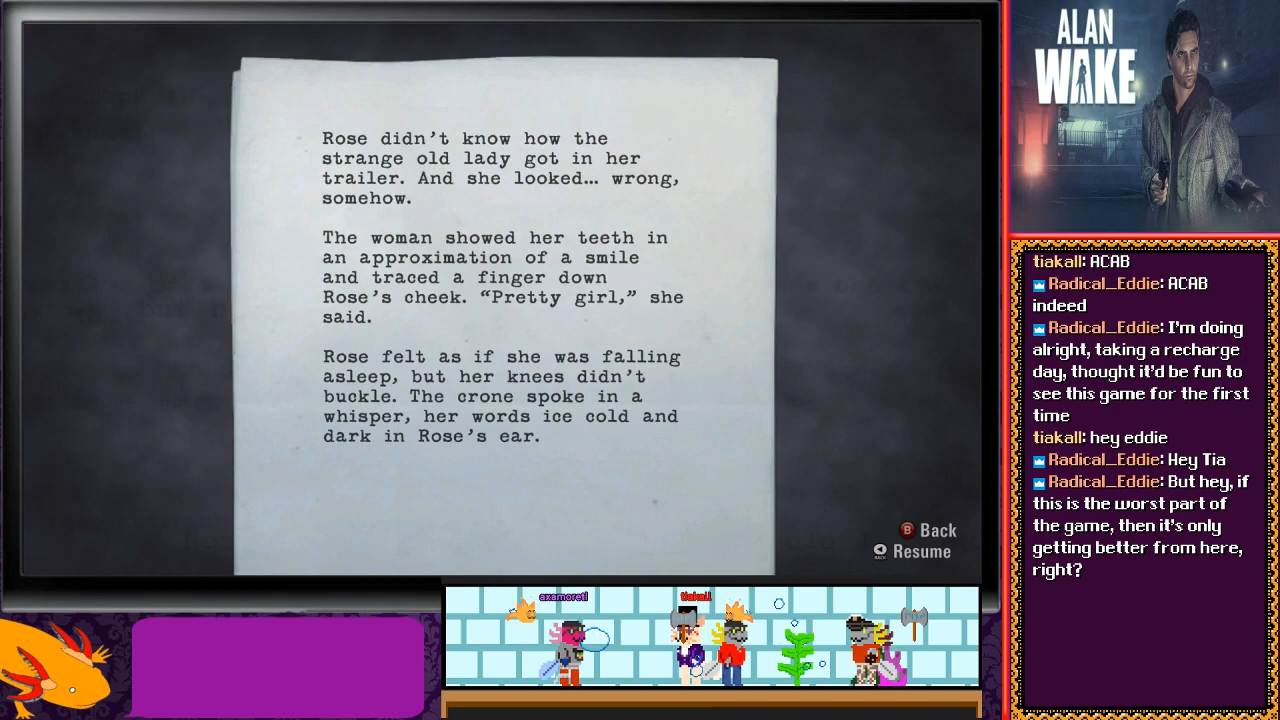 Rose didn't know how the
strange old lady got in her
trailer. And she looked… wrong,
somehow.
The woman showed her teeth in
an approximation of a smile
and traced a finger down
Rose's cheek. “Pretty girl,” she
said.
Rose felt as if she was falling
asleep, but her knees didn't
buckle. The crone spoke in a
whisper, her words ice cold and
dark in Rose's ear.
B Back
BACK Resume
ALAN
WAKE
tiakall: ACAB
Radical_Eddie: ACAB
indeed
Radical_Eddie: I'm doing
alright, taking a recharge
day, thought it'd be fun to
see this game for the first
time
tiakall: hey eddie
Radical_Eddie: Hey Tia
Radical_Eddie: But hey, if
this is the worst part of
the game, then it's only
getting better from here,
right?
axamoretl
tiakall